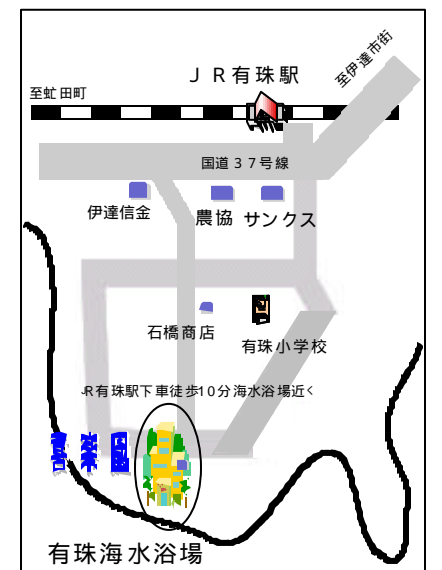 JR有珠駅
至伊達市街
至虻田町
国道37号線
伊達信金
農協
サンクス
石橋商店
有珠小学校
JR有珠駅下車徒歩10分海水浴場近く
有珠海水浴場